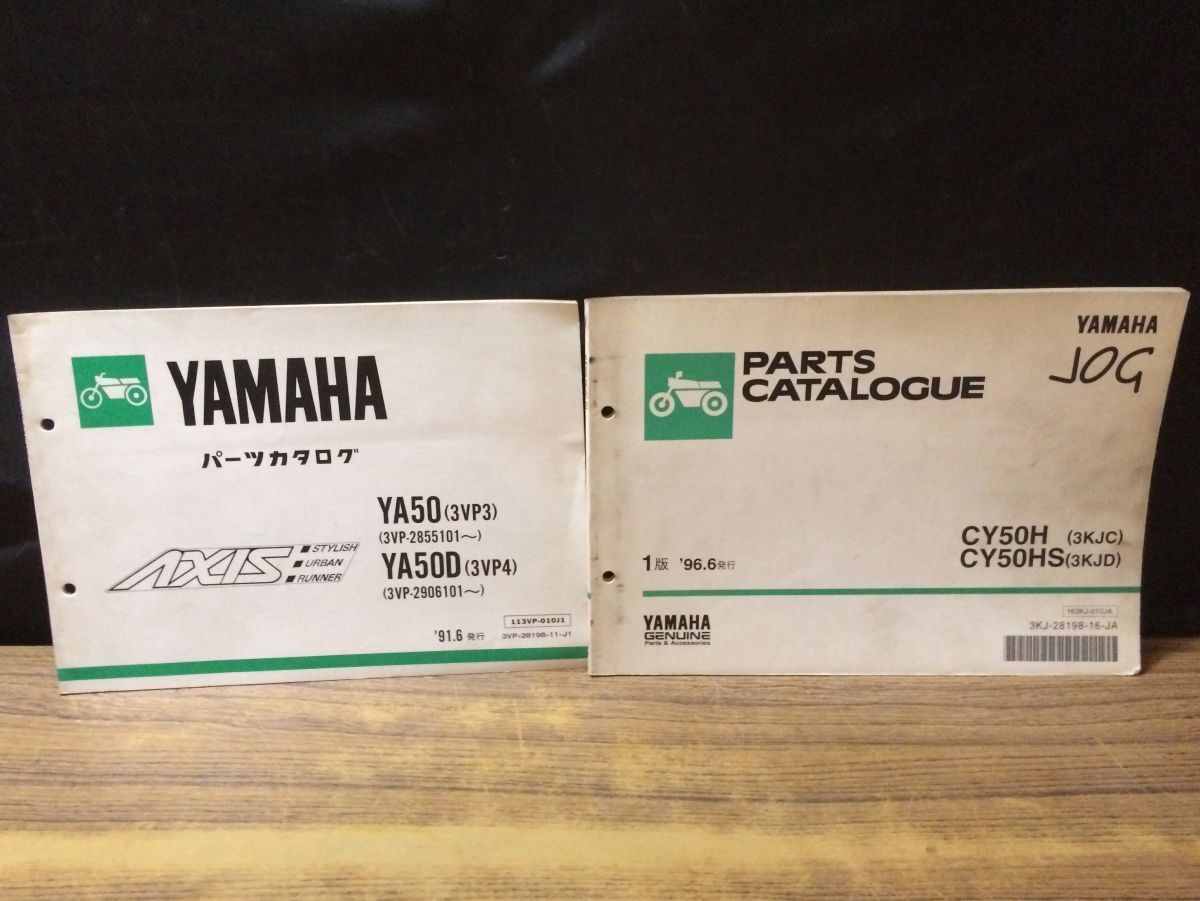 YAMAHA
パーツカタログ
YA50(3VP3)
(3VP-2855101〜)
YA50D(3VP4)
(3VP-2906101〜)
AXIS
■STYLISH
■URBAN
■RUNNER
'91.6 発行
113VP-010J1
3VP-28198-11-J1
YAMAHA
JOG
PARTS
CATALOGUE
CY50H (3KJC)
CY50HS(3KJD)
1版 '96.6発行
YAMAHA
GENUINE
Parts & Accessories
163KJ-010JA
3KJ-28198-16-JA